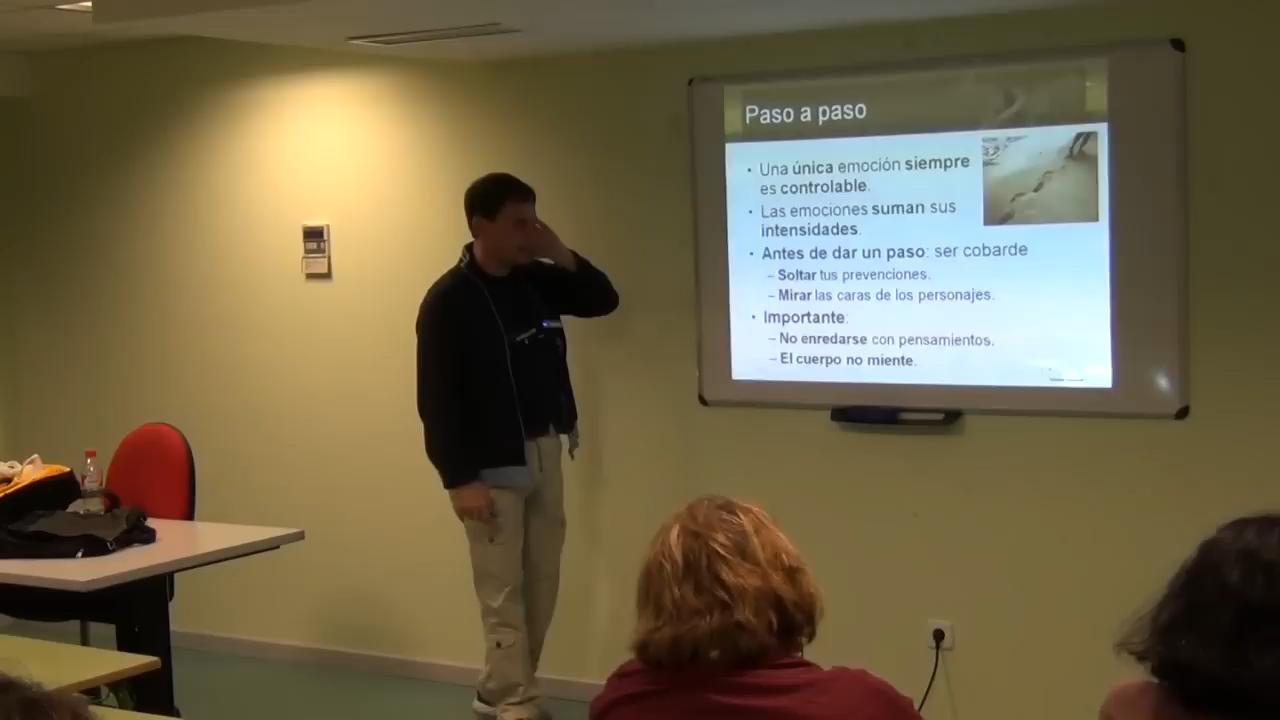 Paso a paso
• Una única emoción siempre
es controlable.
• Las emociones suman sus
intensidades.
• Antes de dar un paso: ser cobarde
– Soltar tus prevenciones.
– Mirar las caras de los personajes.
• Importante:
– No enredarse con pensamientos.
– El cuerpo no miente.